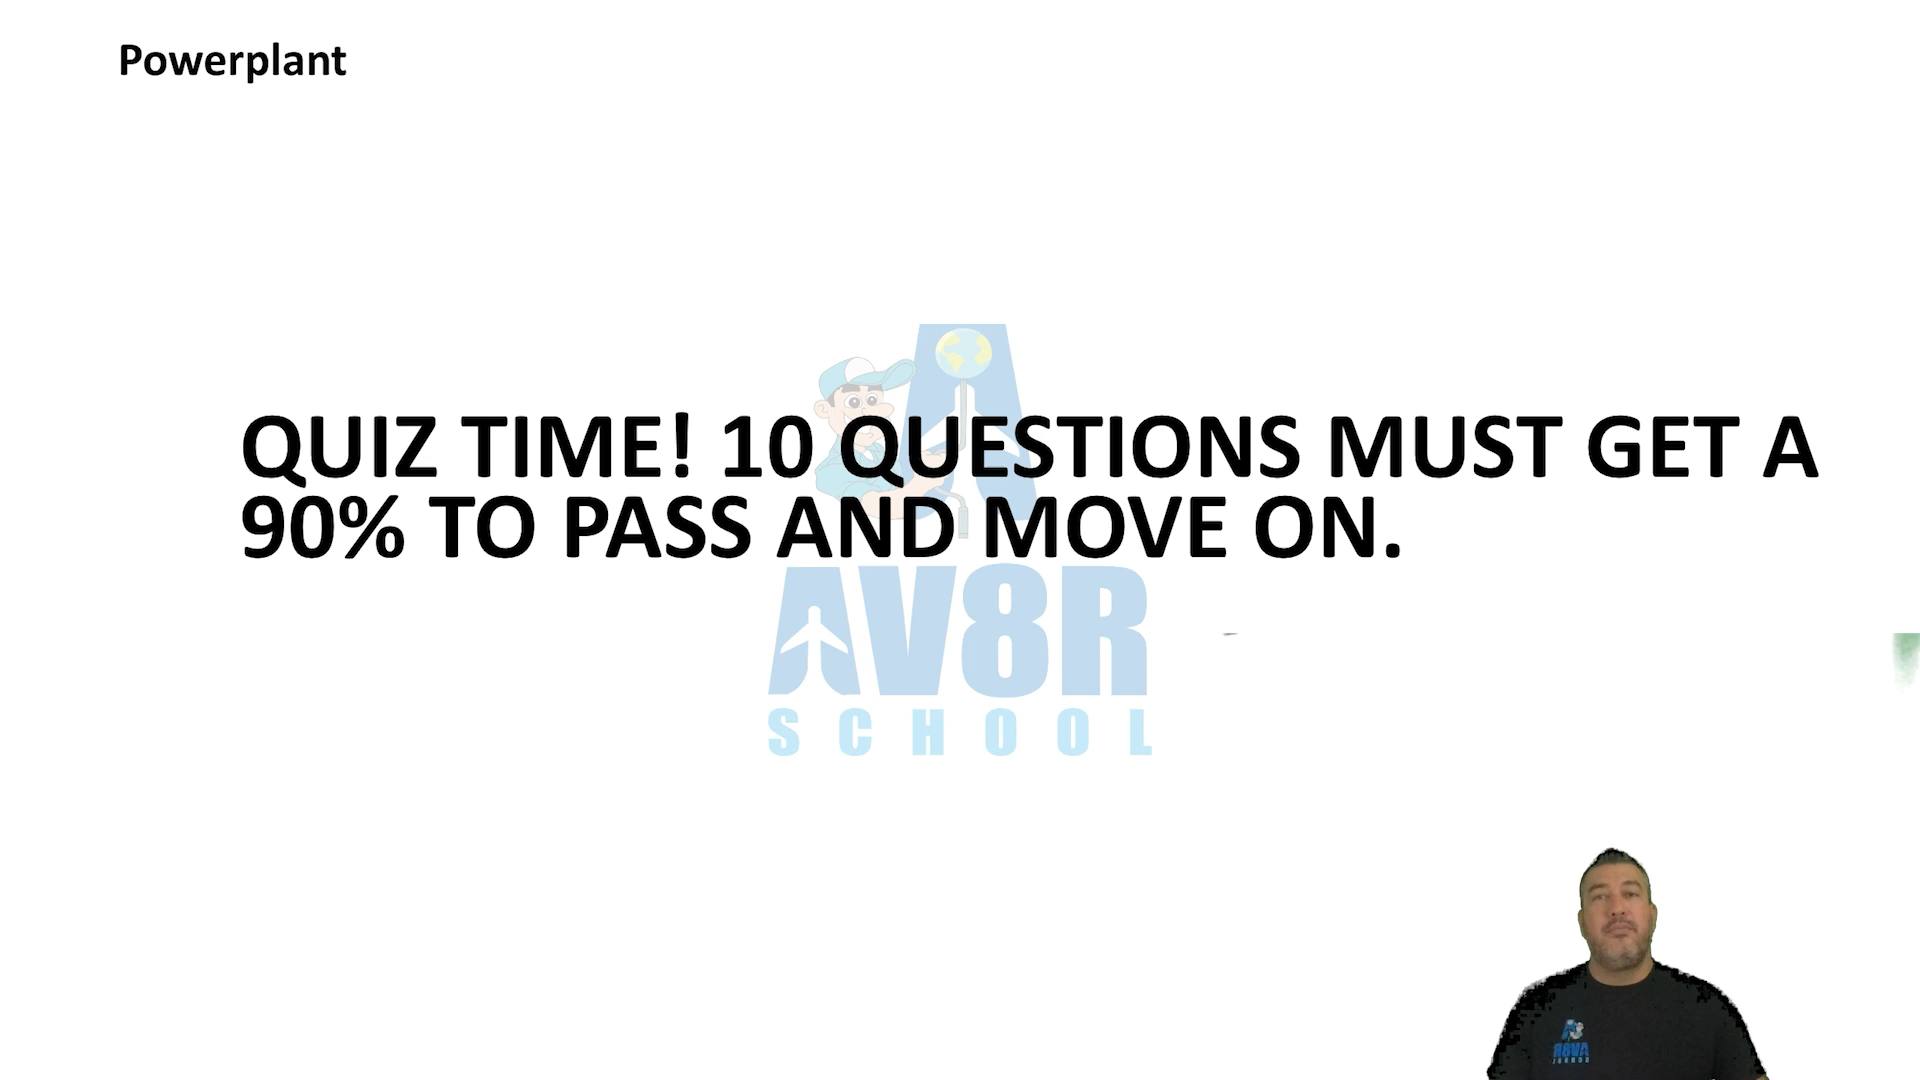 Powerplant
QUIZ TIME! 10 QUESTIONS MUST GET A
90% TO PASS AND MOVE ON.
AV8R
SCHOOL